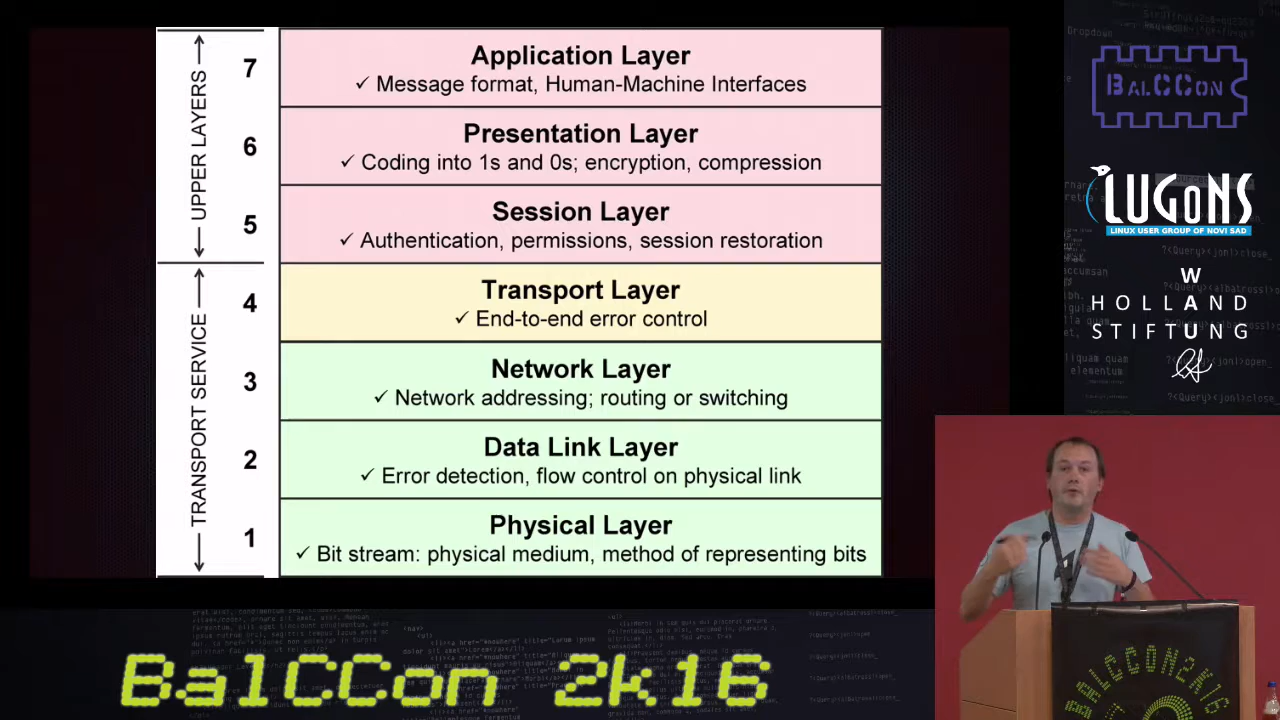 UPPER LAYERS
7
Application Layer
✓ Message format, Human-Machine Interfaces
6
Presentation Layer
✓ Coding into 1s and 0s; encryption, compression
5
Session Layer
✓ Authentication, permissions, session restoration
TRANSPORT SERVICE
4
Transport Layer
✓ End-to-end error control
3
Network Layer
✓ Network addressing; routing or switching
2
Data Link Layer
✓ Error detection, flow control on physical link
1
Physical Layer
✓ Bit stream: physical medium, method of representing bits
Dropdown
BALCCON
LUGONS
LINUX USER GROUP OF NOVI SAD
W
HOLLAND
STIFTUNG
BalCCon 2k16